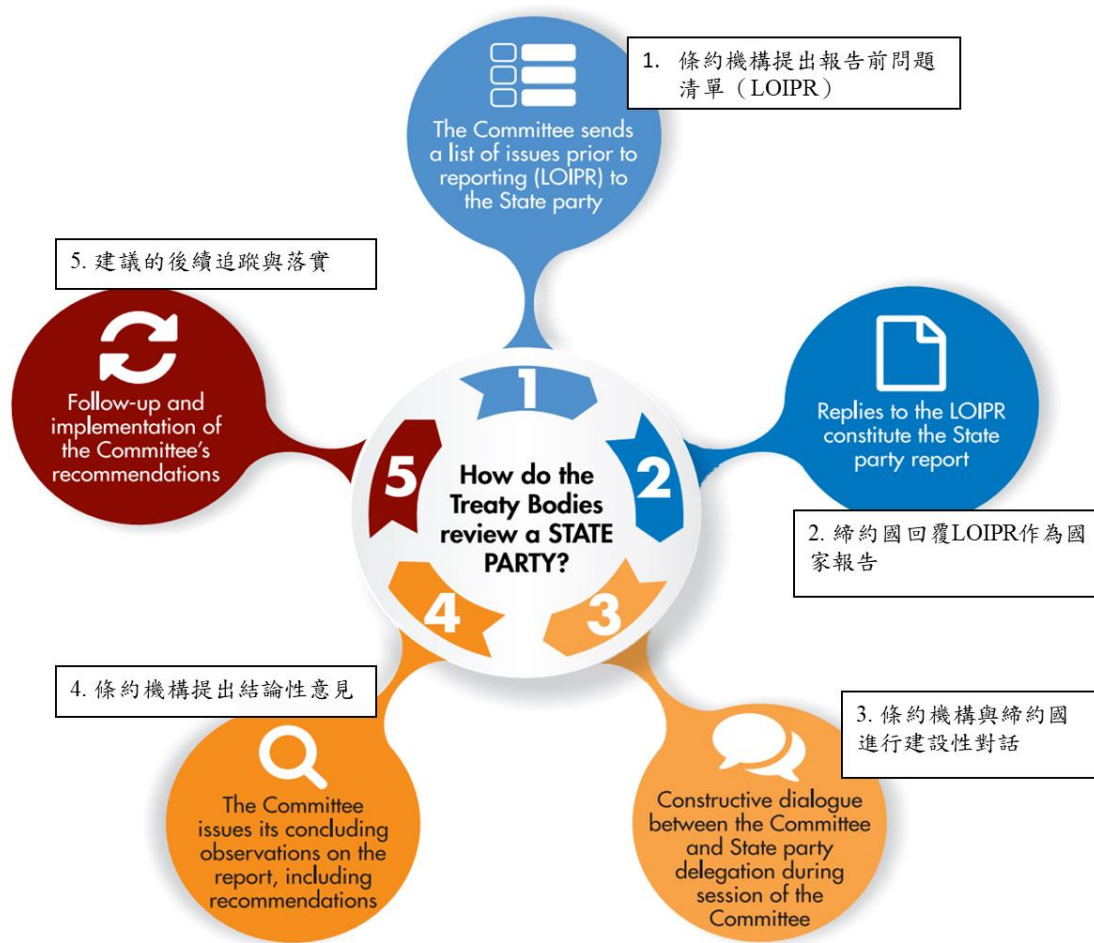 1. 條約機構提出報告前問題
清單（LOIPR）
The Committee sends
a list of issues prior to
reporting (LOIPR) to
the State party
5. 建議的後續追蹤與落實
Follow-up and
implementation of
the Committee's
recommendations
Replies to the LOIPR
constitute the State
party report
2. 締約國回覆LOIPR作為國
家報告
1
2
3
4
5
How do the
Treaty Bodies
review a STATE
PARTY?
4. 條約機構提出結論性意見
The Committee
issues its concluding
observations on the
report, including
recommendations
3. 條約機構與締約國
進行建設性對話
Constructive dialogue
between the Committee
and State party
delegation during
session of the
Committee